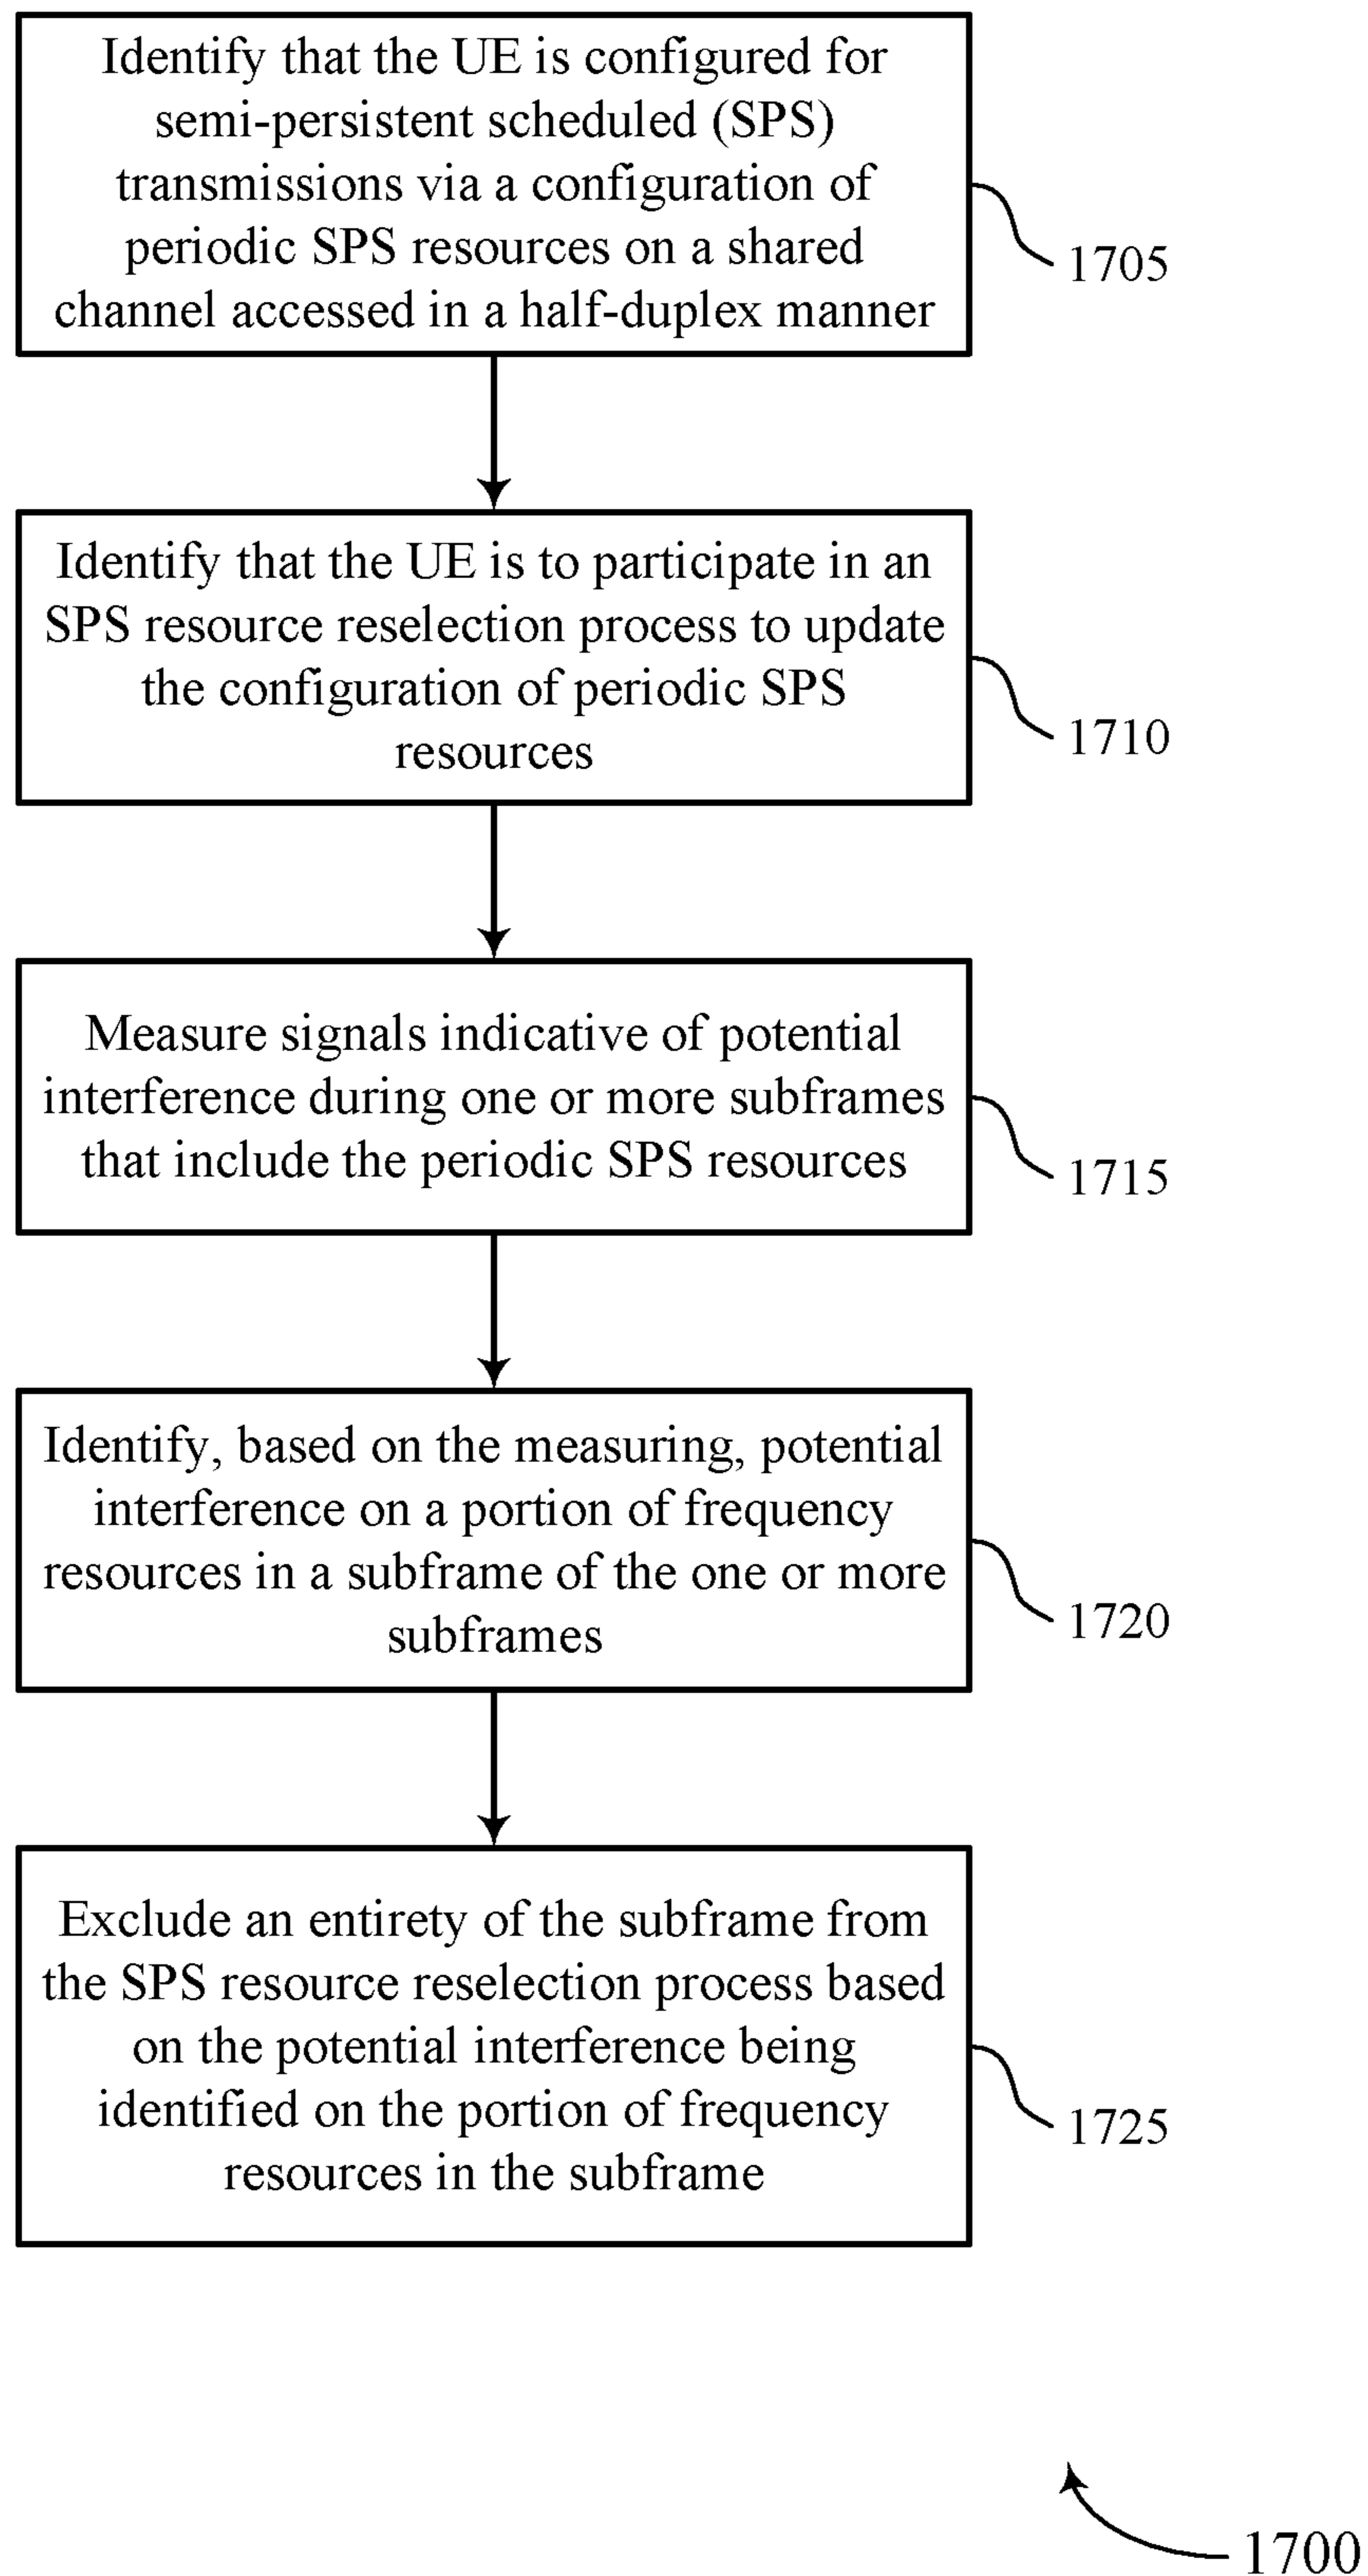 Identify that the UE is configured for
semi-persistent scheduled (SPS)
transmissions via a configuration of
periodic SPS resources on a shared
channel accessed in a half-duplex manner
1705
Identify that the UE is to participate in an
SPS resource reselection process to update
the configuration of periodic SPS
resources
1710
Measure signals indicative of potential
interference during one or more subframes
that include the periodic SPS resources
1715
Identify, based on the measuring, potential
interference on a portion of frequency
resources in a subframe of the one or more
subframes
1720
Exclude an entirety of the subframe from
the SPS resource reselection process based
on the potential interference being
identified on the portion of frequency
resources in the subframe
1725
1700